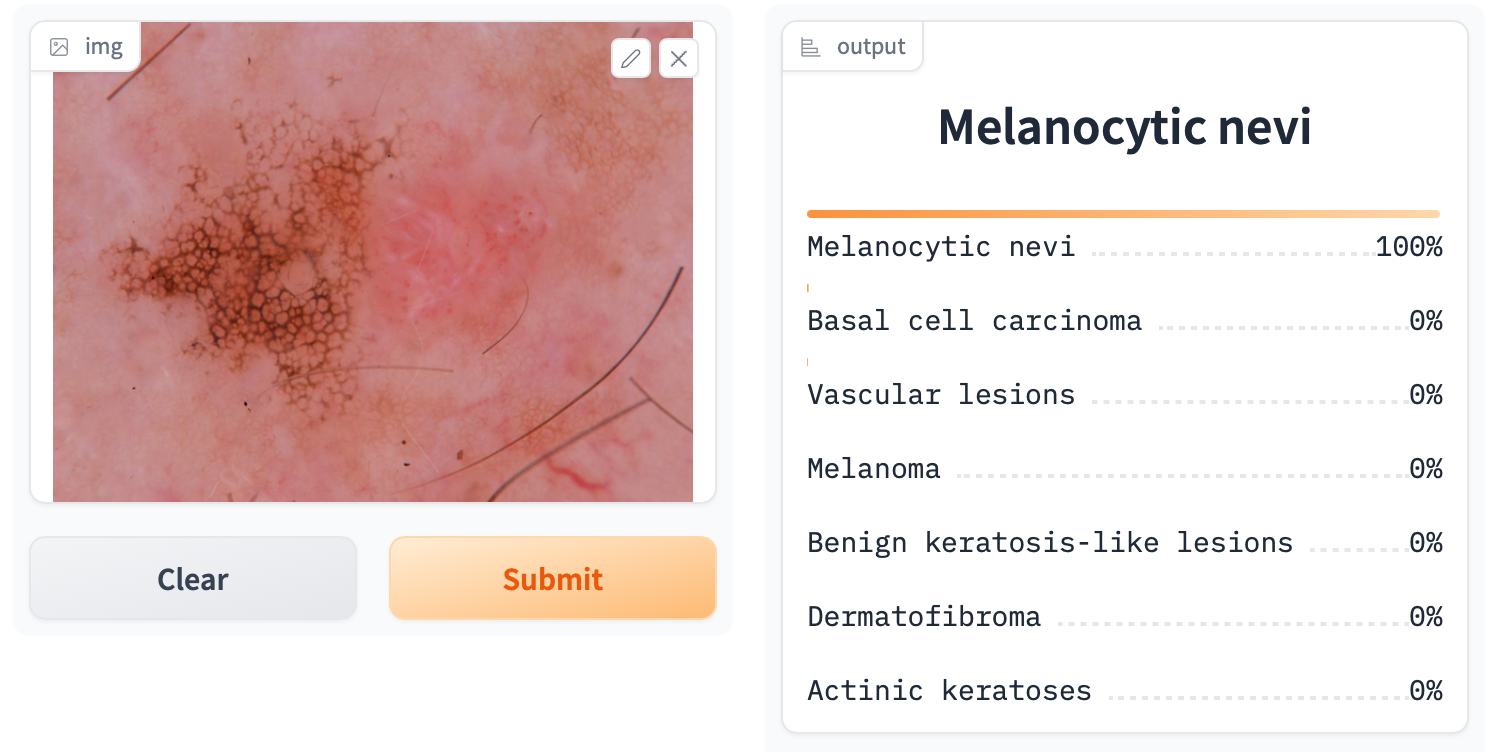 img
Clear
Submit
output
Melanocytic nevi
Melanocytic nevi 100%
Basal cell carcinoma 0%
Vascular lesions 0%
Melanoma 0%
Benign keratosis-like lesions 0%
Dermatofibroma 0%
Actinic keratoses 0%